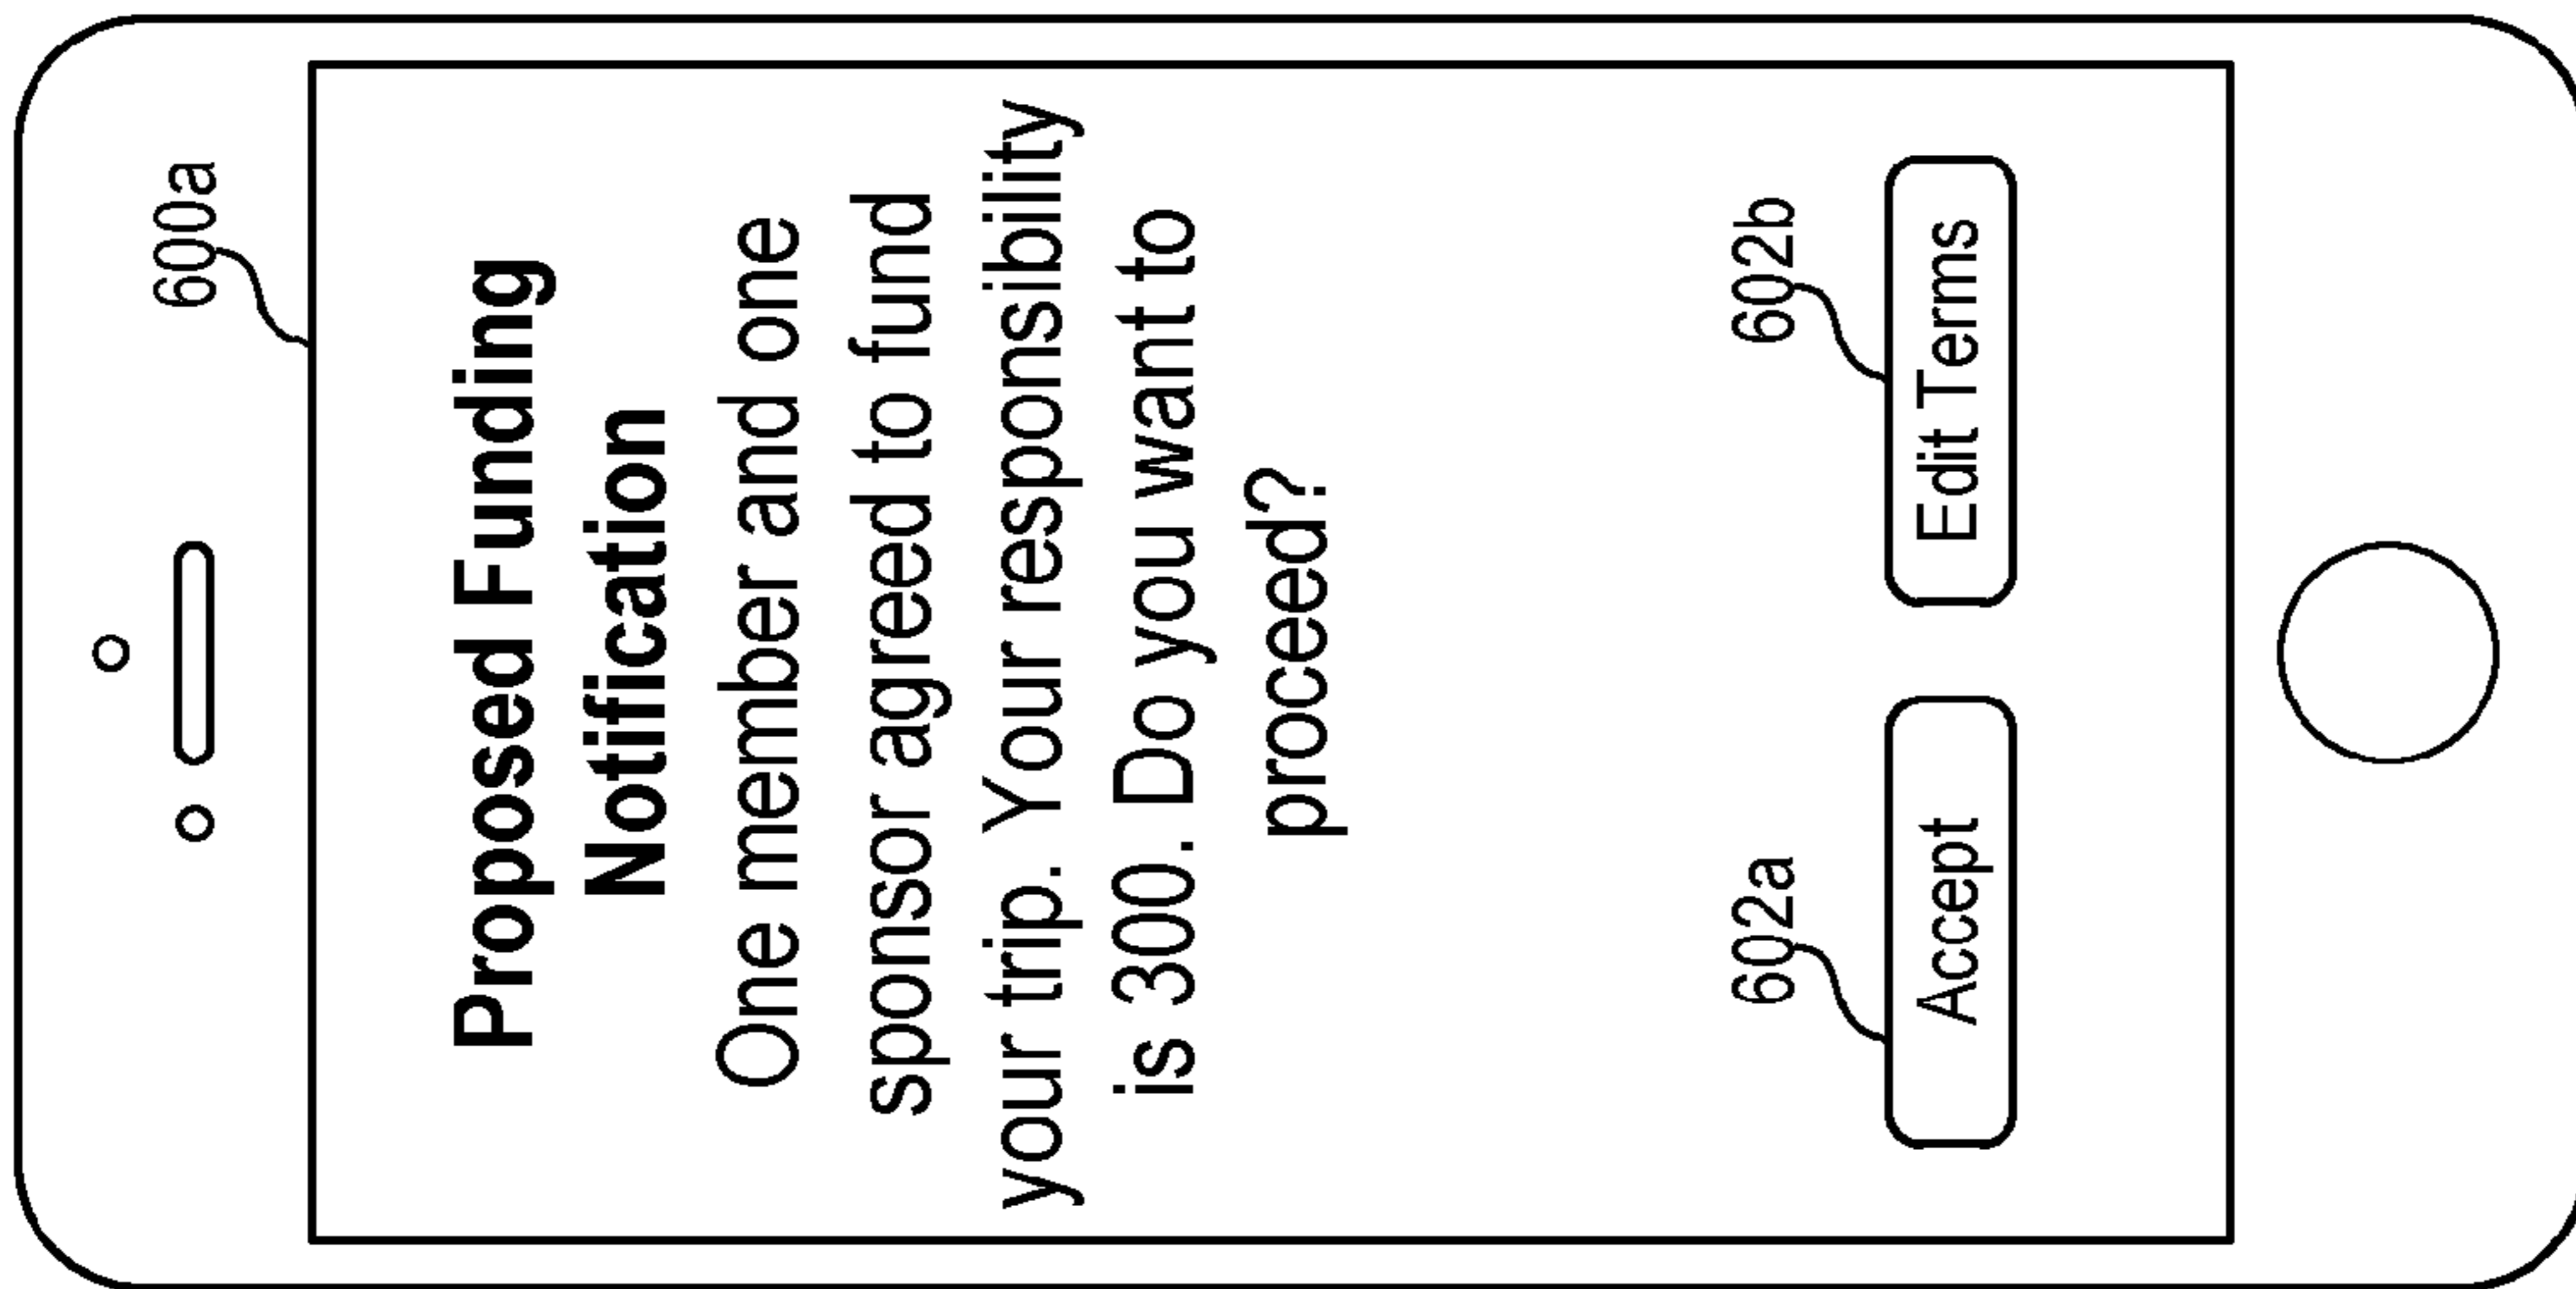 600a
Proposed Funding
Notification
One member and one
sponsor agreed to fund
your trip. Your responsibility
is 300. Do you want to
proceed?
602a
602b
Accept
Edit Terms